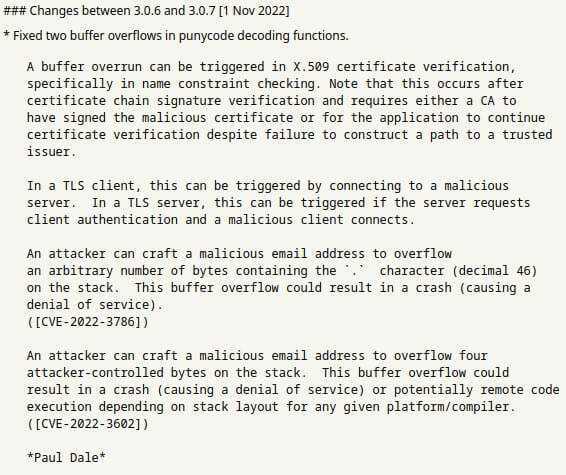 ### Changes between 3.0.6 and 3.0.7 [1 Nov 2022]
* Fixed two buffer overflows in punycode decoding functions.
A buffer overrun can be triggered in X.509 certificate verification,
specifically in name constraint checking. Note that this occurs after
certificate chain signature verification and requires either a CA to
have signed the malicious certificate or for the application to continue
certificate verification despite failure to construct a path to a trusted
issuer.
In a TLS client, this can be triggered by connecting to a malicious
server.  In a TLS server, this can be triggered if the server requests
client authentication and a malicious client connects.
An attacker can craft a malicious email address to overflow
an arbitrary number of bytes containing the `.`  character (decimal 46)
on the stack.  This buffer overflow could result in a crash (causing a
denial of service).
([CVE-2022-3786])
An attacker can craft a malicious email address to overflow four
attacker-controlled bytes on the stack.  This buffer overflow could
result in a crash (causing a denial of service) or potentially remote code
execution depending on stack layout for any given platform/compiler.
([CVE-2022-3602])
*Paul Dale*